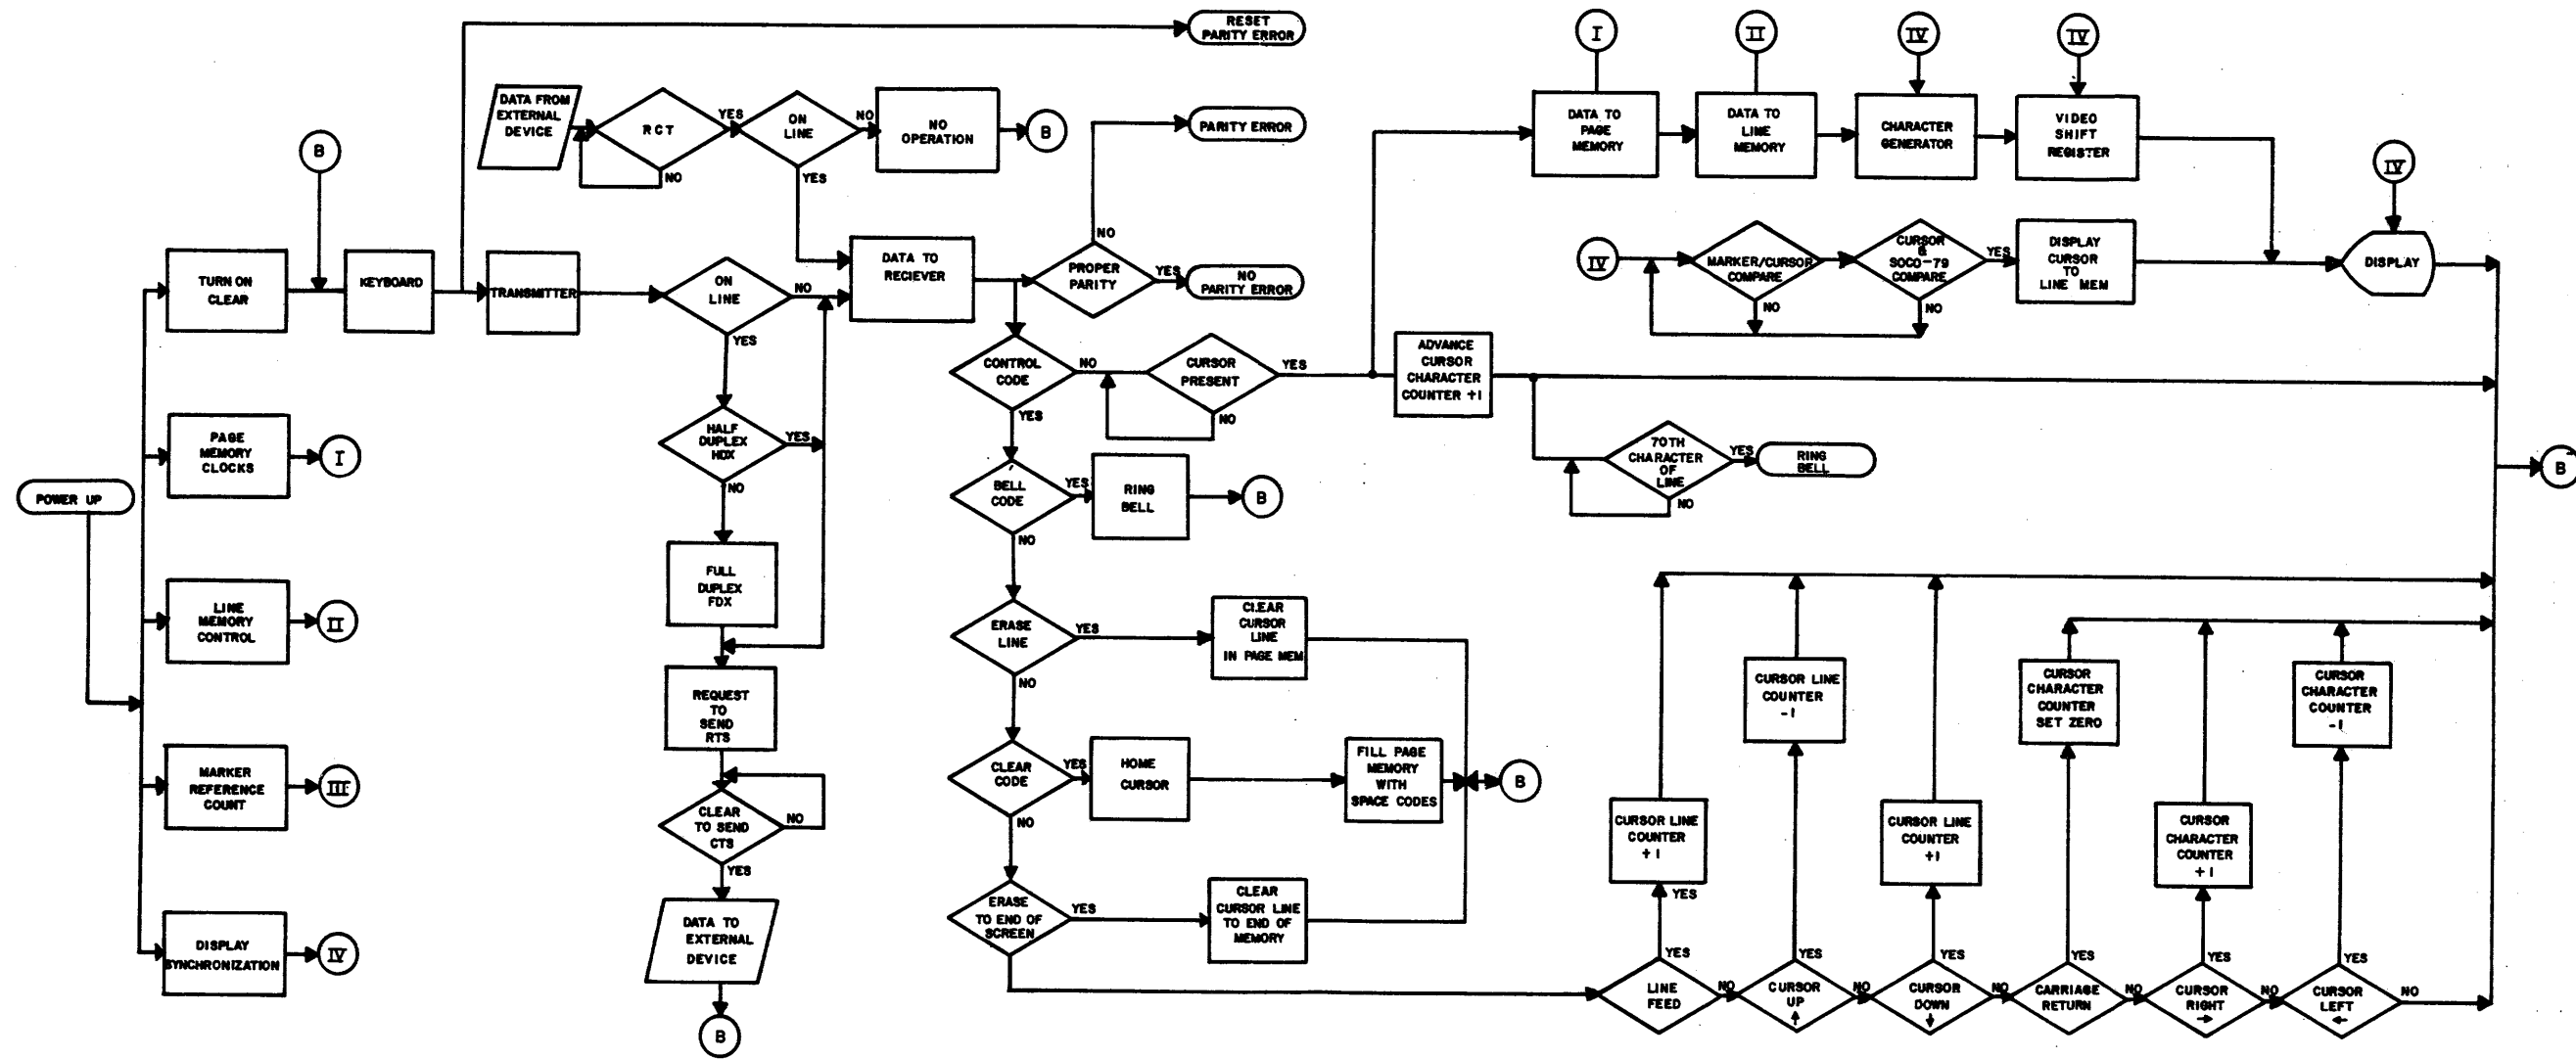 RESET
PARITY ERROR
I
II
IV
IV
DATA FROM
EXTERNAL
DEVICE
RCT
YES
NO
ON
LINE
NO
YES
NO
OPERATION
B
PARITY ERROR
DATA TO
PAGE
MEMORY
DATA TO
LINE
MEMORY
CHARACTER
GENERATOR
VIDEO
SHIFT
REGISTER
IV
B
TURN ON
CLEAR
KEYBOARD
TRANSMITTER
ON
LINE
NO
YES
DATA TO
RECIEVER
NO
PROPER
PARITY
YES
NO
PARITY ERROR
IV
MARKER/CURSOR
COMPARE
NO
CURSOR
&
SOCO-79
COMPARE
YES
NO
DISPLAY
CURSOR
TO
LINE MEM
DISPLAY
CONTROL
CODE
NO
YES
CURSOR
PRESENT
YES
NO
ADVANCE
CURSOR
CHARACTER
COUNTER +1
70TH
CHARACTER
OF
LINE
YES
NO
RING
BELL
B
PAGE
MEMORY
CLOCKS
I
HALF
DUPLEX
HDX
YES
NO
BELL
CODE
YES
NO
RING
BELL
B
POWER UP
FULL
DUPLEX
FDX
LINE
MEMORY
CONTROL
II
ERASE
LINE
YES
NO
CLEAR
CURSOR
LINE
IN PAGE MEM
REQUEST
TO
SEND
RTS
MARKER
REFERENCE
COUNT
III
CLEAR
TO SEND
CTS
NO
YES
CLEAR
CODE
YES
NO
HOME
CURSOR
FILL PAGE
MEMORY
WITH
SPACE CODES
B
CURSOR LINE
COUNTER
-1
CURSOR
CHARACTER
COUNTER
SET ZERO
CURSOR
CHARACTER
COUNTER
-1
CURSOR LINE
COUNTER
+1
YES
CURSOR LINE
COUNTER
+1
CURSOR
CHARACTER
COUNTER
+1
DISPLAY
SYNCHRONIZATION
IV
DATA TO
EXTERNAL
DEVICE
B
ERASE
TO END OF
SCREEN
YES
CLEAR
CURSOR LINE
TO END OF
MEMORY
LINE
FEED
YES
NO
CURSOR
UP
↑
YES
NO
CURSOR
DOWN
↓
YES
NO
CARRIAGE
RETURN
YES
NO
CURSOR
RIGHT
→
YES
NO
CURSOR
LEFT
←
YES
NO